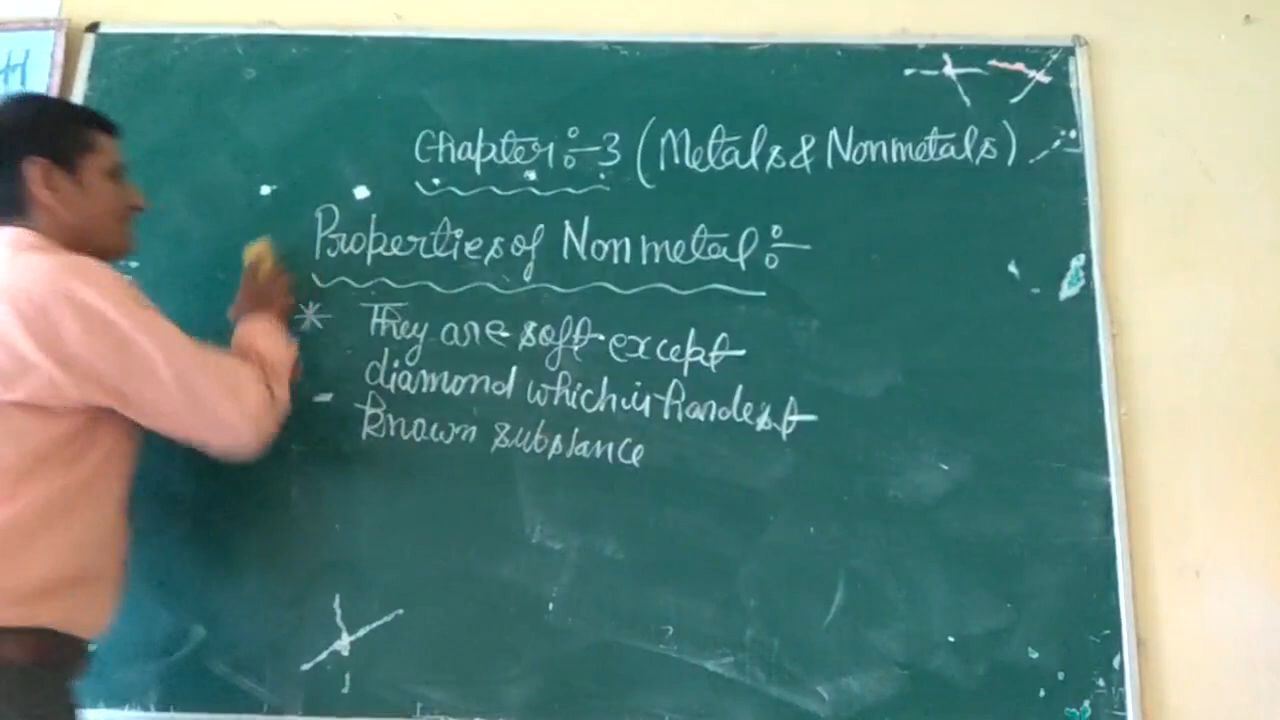 Chapter:-3 (Metals & Nonmetals)
Properties of Nonmetal:-
* They are soft except
diamond which is hardest
- known substance